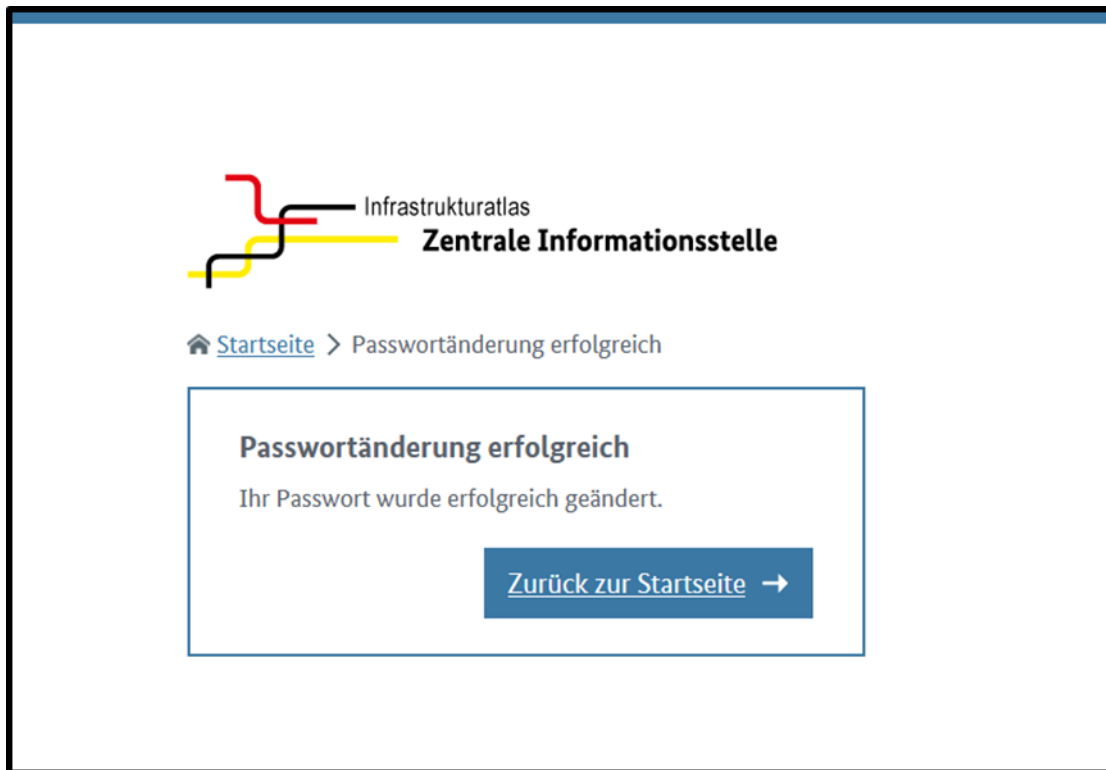 Infrastrukturatlas
Zentrale Informationsstelle
Startseite > Passwortänderung erfolgreich
Passwortänderung erfolgreich
Ihr Passwort wurde erfolgreich geändert.
Zurück zur Startseite →